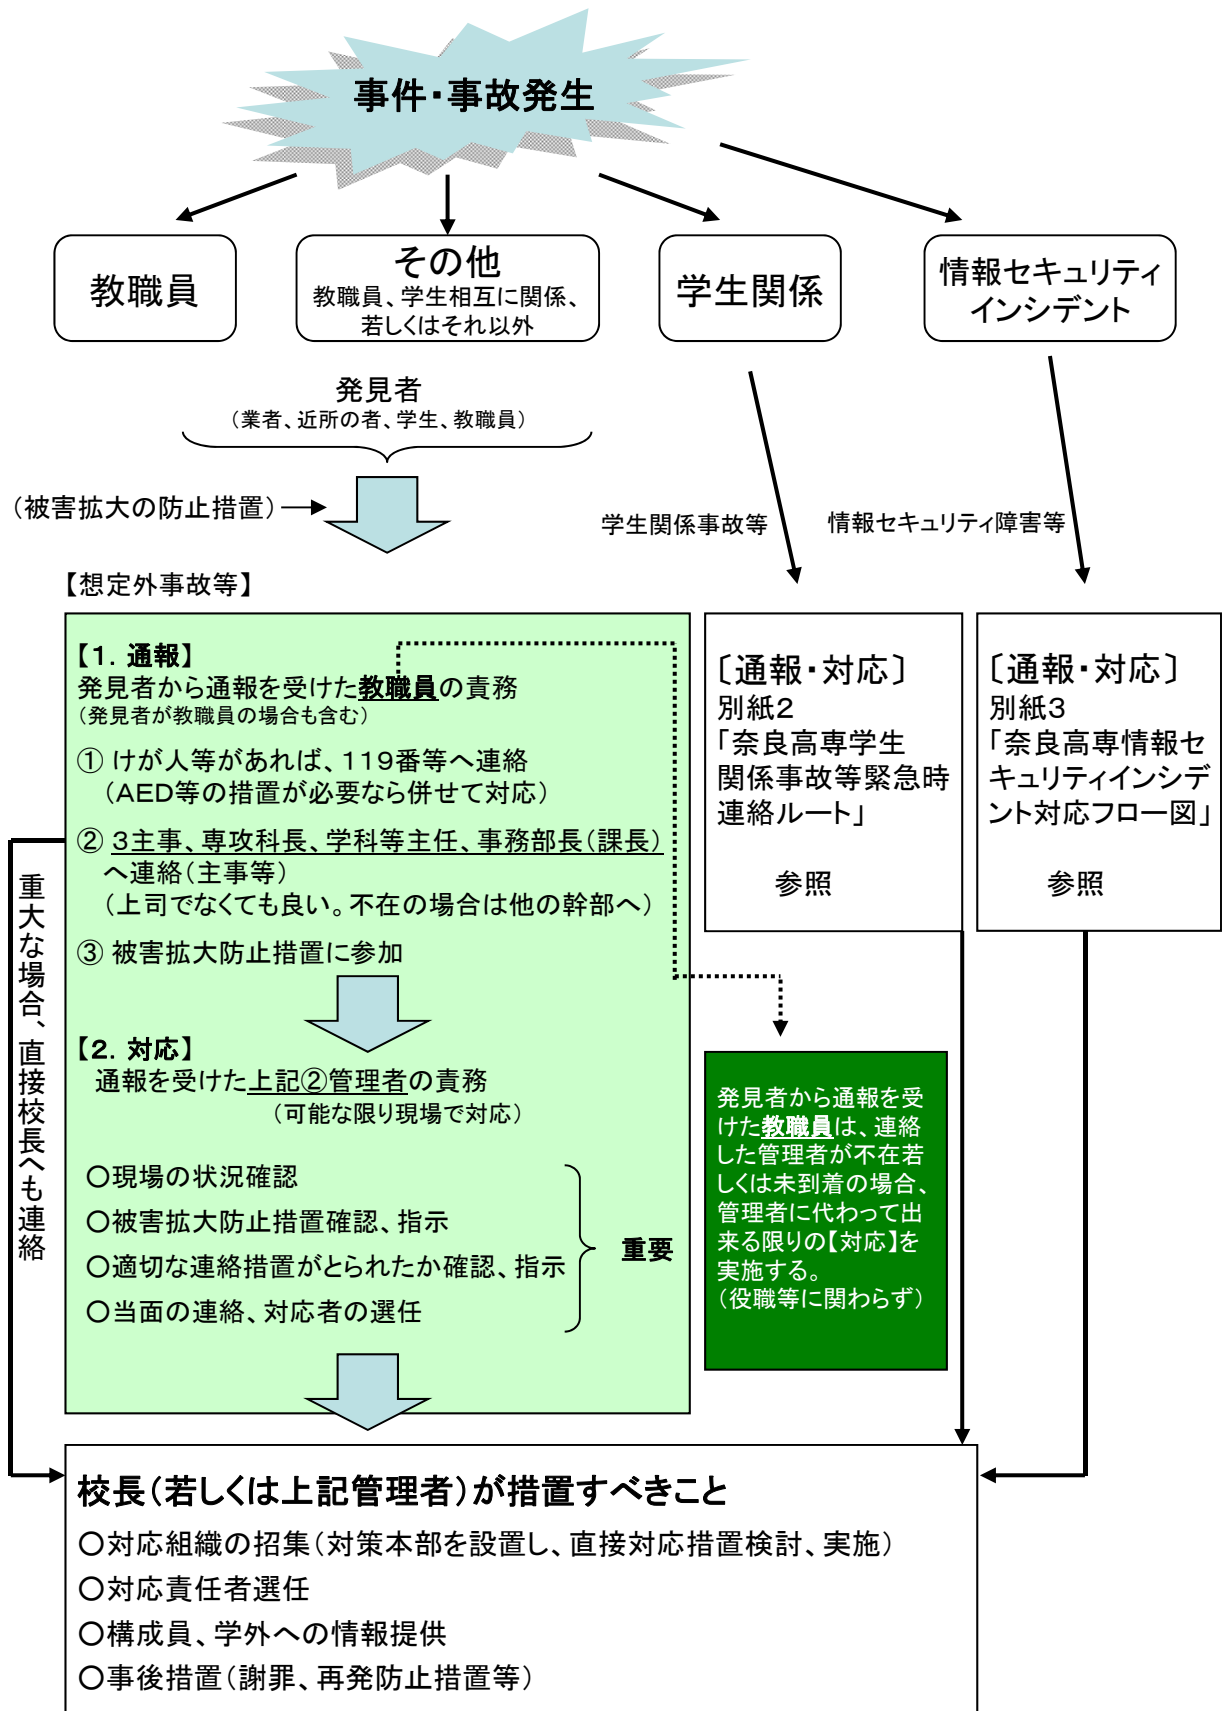 事件・事故発生
教職員
その他
教職員、学生相互に関係、
若しくはそれ以外
学生関係
情報セキュリティ
インシデント
発見者
（業者、近所の者、学生、教職員）
（被害拡大の防止措置）
学生関係事故等
情報セキュリティ障害等
【想定外事故等】
【１．通報】
発見者から通報を受けた教職員の責務
（発見者が教職員の場合も含む）
① けが人等があれば、１１９番等へ連絡
（ＡＥＤ等の措置が必要なら併せて対応）
② ３主事、専攻科長、学科等主任、事務部長（課長）
へ連絡（主事等）
（上司でなくても良い。不在の場合は他の幹部へ）
③ 被害拡大防止措置に参加
【２．対応】
通報を受けた上記②管理者の責務
（可能な限り現場で対応）
○現場の状況確認
○被害拡大防止措置確認、指示
○適切な連絡措置がとられたか確認、指示
○当面の連絡、対応者の選任
重要
重大な場合、直接校長へも連絡
〔通報・対応〕
別紙２
「奈良高専学生
関係事故等緊急時
連絡ルート」
参照
〔通報・対応〕
別紙３
「奈良高専情報セ
キュリティインシデ
ント対応フロー図」
参照
発見者から通報を受
けた教職員は、連絡
した管理者が不在若
しくは未到着の場合、
管理者に代わって出
来る限りの【対応】を
実施する。
（役職等に関わらず）
校長（若しくは上記管理者）が措置すべきこと
○対応組織の招集（対策本部を設置し、直接対応措置検討、実施）
○対応責任者選任
○構成員、学外への情報提供
○事後措置（謝罪、再発防止措置等）